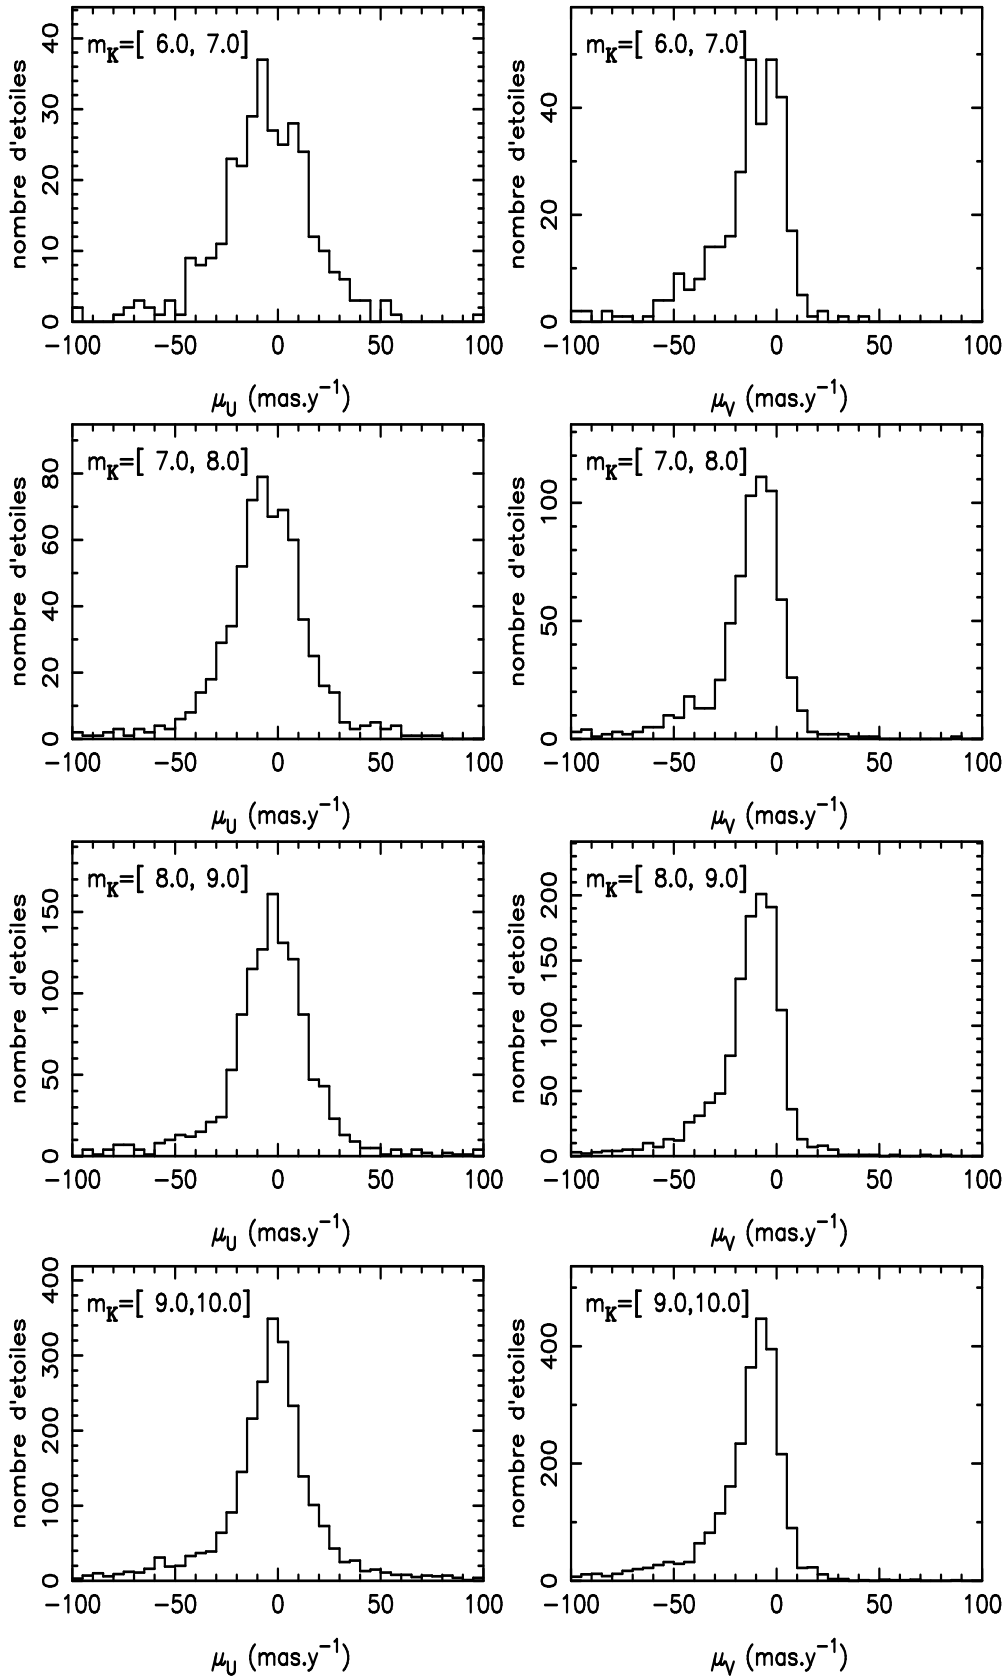 m_K=[ 6.0, 7.0]
nombre d'etoiles
0 10 20 30 40
−100 −50 0 50 100
μ_U (mas.y⁻¹)
m_K=[ 6.0, 7.0]
nombre d'etoiles
0 20 40
−100 −50 0 50 100
μ_V (mas.y⁻¹)
m_K=[ 7.0, 8.0]
nombre d'etoiles
0 20 40 60 80
−100 −50 0 50 100
μ_U (mas.y⁻¹)
m_K=[ 7.0, 8.0]
nombre d'etoiles
0 50 100
−100 −50 0 50 100
μ_V (mas.y⁻¹)
m_K=[ 8.0, 9.0]
nombre d'etoiles
0 50 100 150
−100 −50 0 50 100
μ_U (mas.y⁻¹)
m_K=[ 8.0, 9.0]
nombre d'etoiles
0 50 100 150 200
−100 −50 0 50 100
μ_V (mas.y⁻¹)
m_K=[ 9.0,10.0]
nombre d'etoiles
0 100 200 300 400
−100 −50 0 50 100
μ_U (mas.y⁻¹)
m_K=[ 9.0,10.0]
nombre d'etoiles
0 200 400
−100 −50 0 50 100
μ_V (mas.y⁻¹)